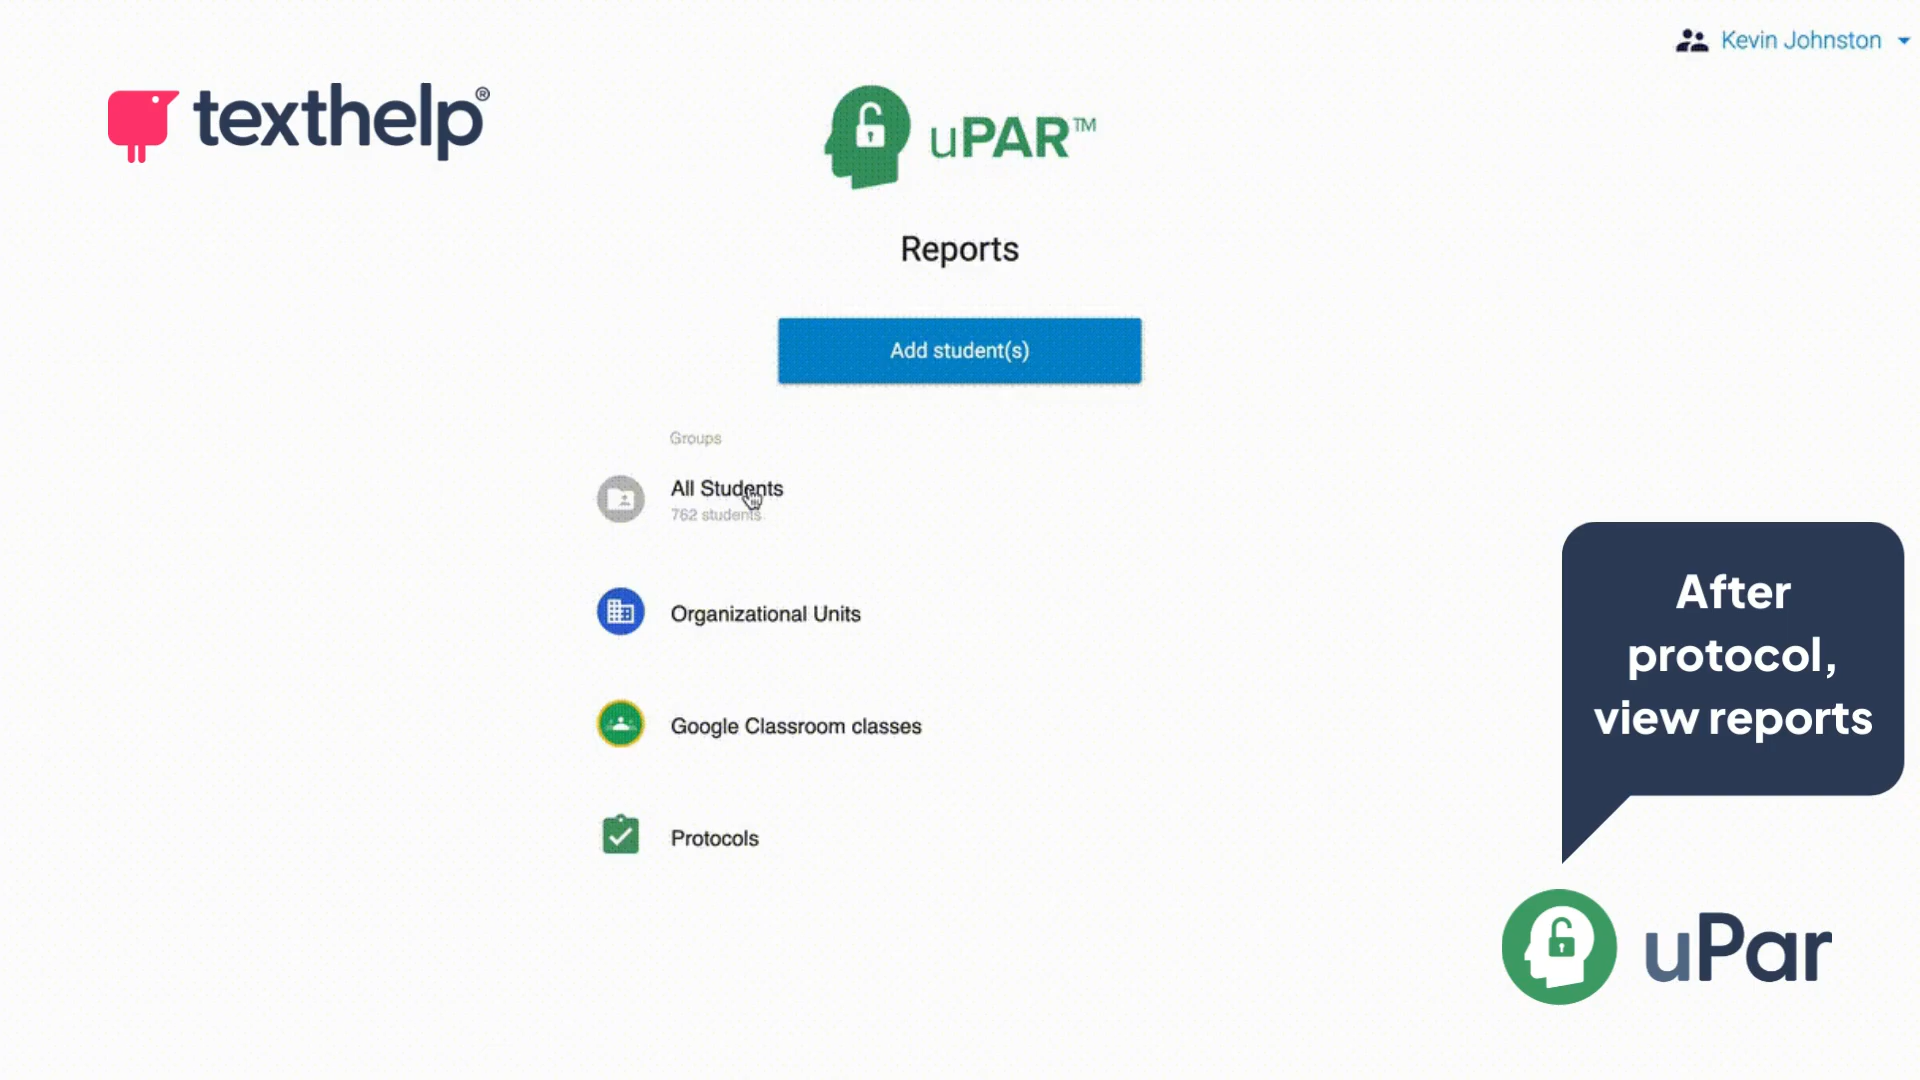 Kevin Johnston
texthelp®
uPAR™
Reports
Add student(s)
Groups
All Students
762 students
Organizational Units
Google Classroom classes
Protocols
After
protocol,
view reports
uPar